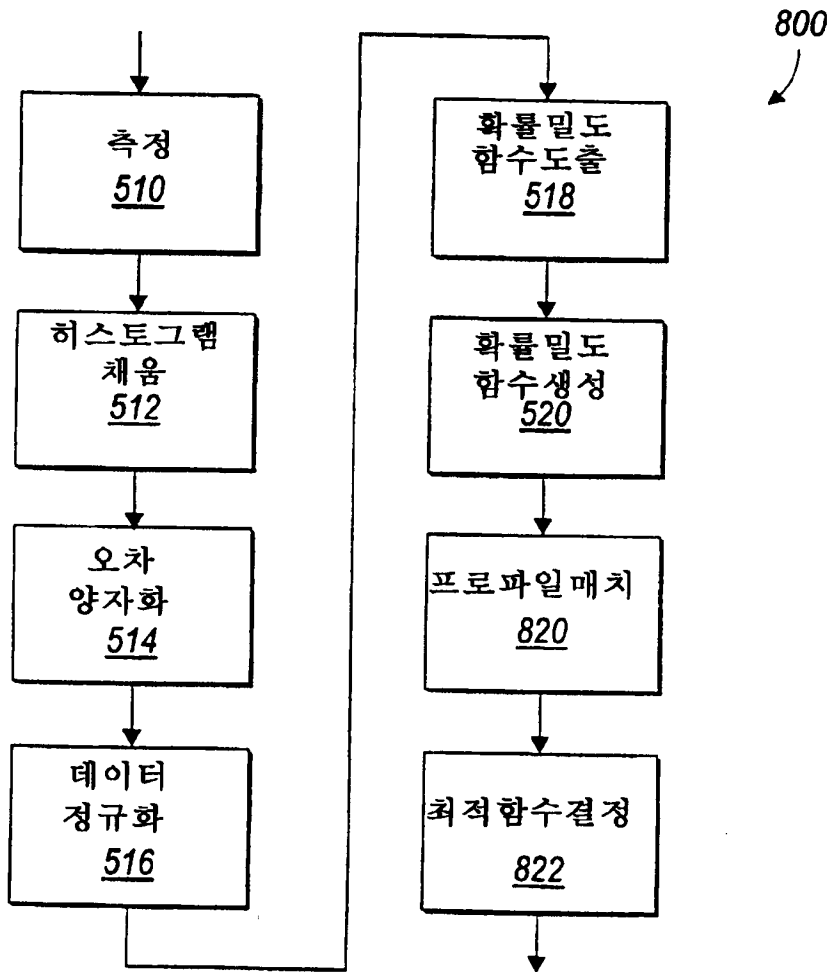 800
측정
510
히스토그램
채움
512
오차
양자화
514
데이터
정규화
516
확률밀도
함수도출
518
확률밀도
함수생성
520
프로파일매치
820
최적함수결정
822